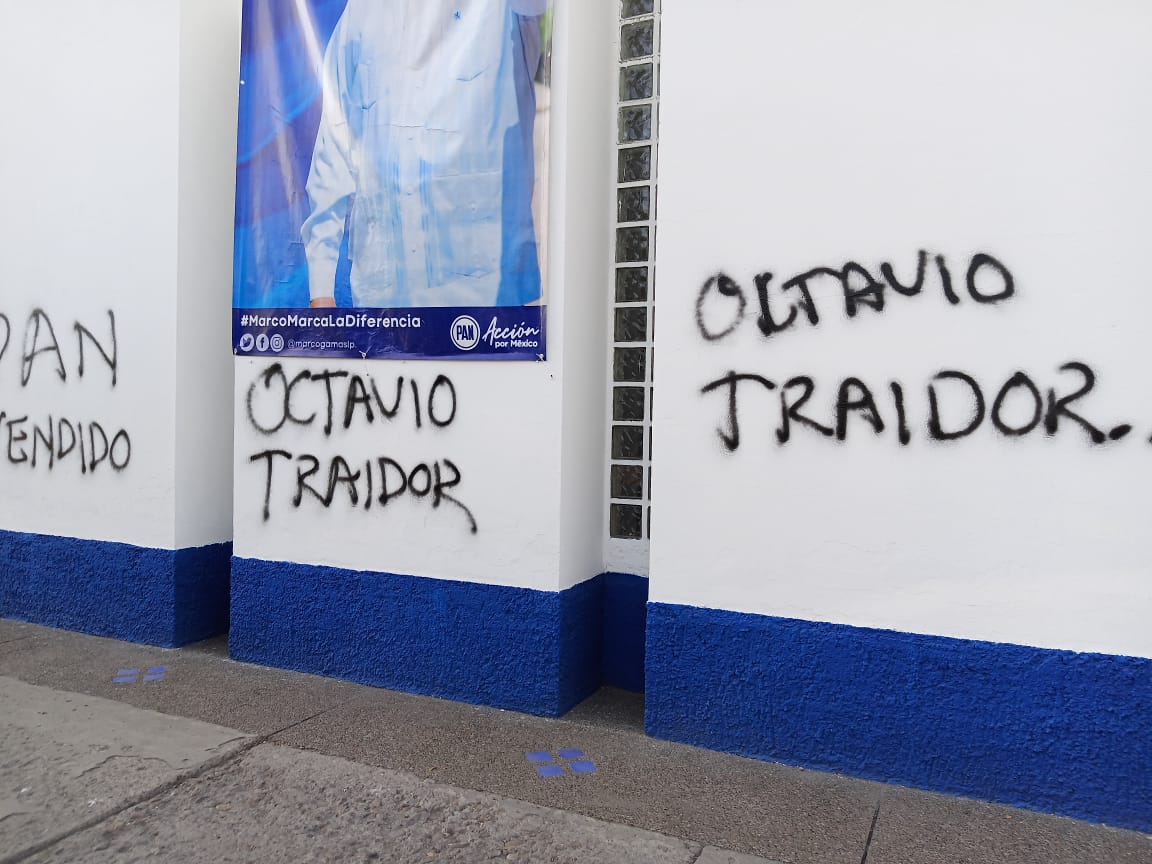 #MarcoMarcaLaDiferencia
@marcogamaslp
PAN
Acción
por México
PAN
VENDIDO
OCTAVIO
TRAIDOR
OCTAVIO
TRAIDOR.